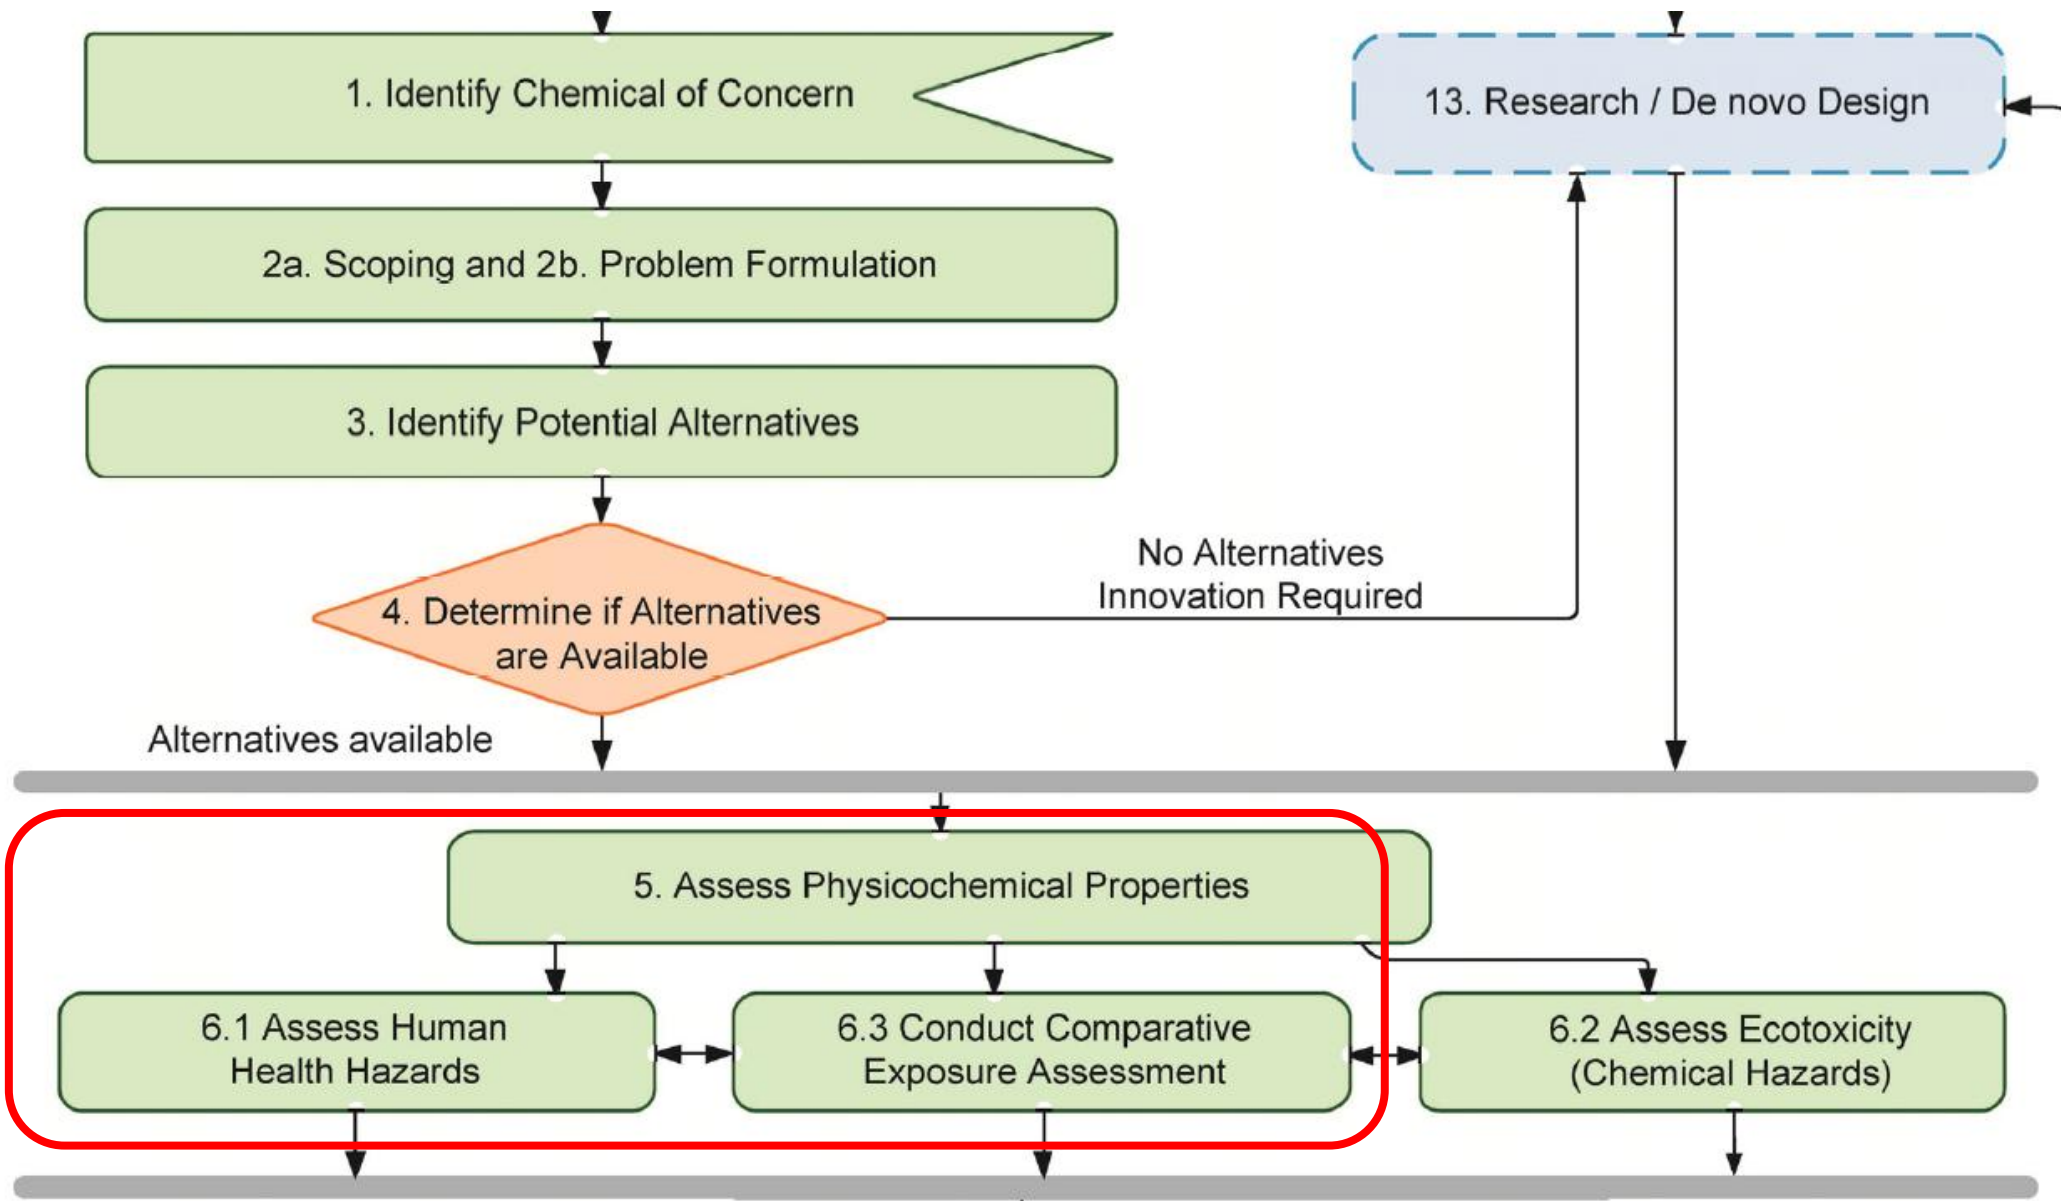 1. Identify Chemical of Concern
13. Research / De novo Design
2a. Scoping and 2b. Problem Formulation
3. Identify Potential Alternatives
No Alternatives
Innovation Required
4. Determine if Alternatives
are Available
Alternatives available
5. Assess Physicochemical Properties
6.1 Assess Human
Health Hazards
6.3 Conduct Comparative
Exposure Assessment
6.2 Assess Ecotoxicity
(Chemical Hazards)